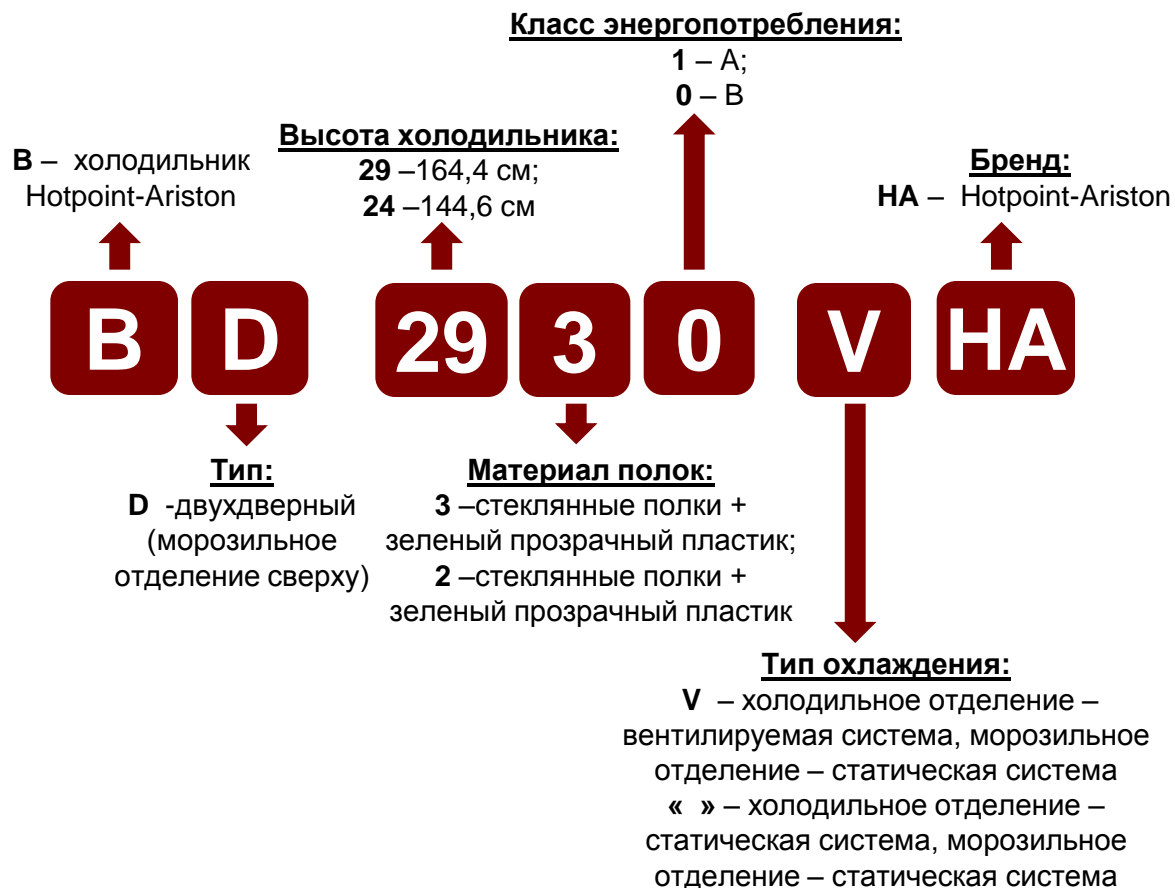 Класс энергопотребления:
1 – A;
0 – B
Высота холодильника:
29 –164,4 см;
24 –144,6 см
B – холодильник
Hotpoint-Ariston
Бренд:
HA – Hotpoint-Ariston
B D 29 3 0 V HA
Тип:
D -двухдверный
(морозильное
отделение сверху)
Материал полок:
3 –стеклянные полки +
зеленый прозрачный пластик;
2 –стеклянные полки +
зеленый прозрачный пластик
Тип охлаждения:
V – холодильное отделение –
вентилируемая система, морозильное
отделение – статическая система
« » – холодильное отделение –
статическая система, морозильное
отделение – статическая система